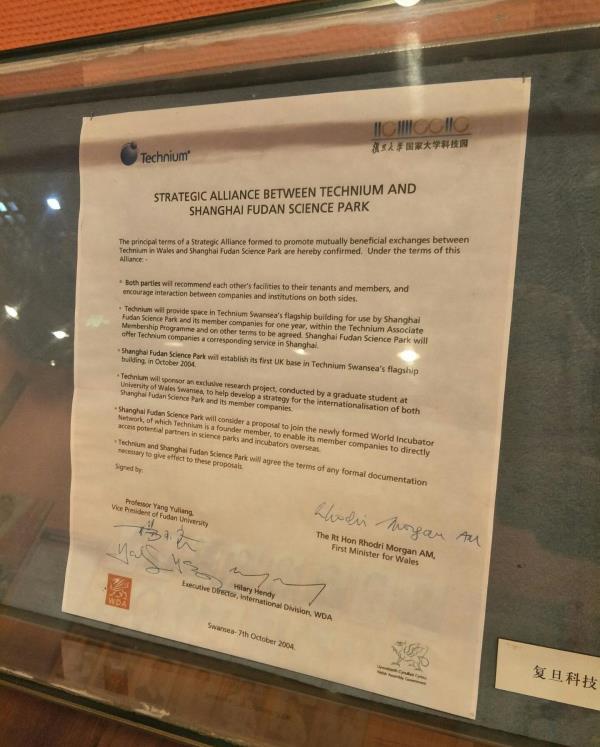 Technium
復旦大学 国家大学科技园
STRATEGIC ALLIANCE BETWEEN TECHNIUM AND
SHANGHAI FUDAN SCIENCE PARK
The principal terms of a Strategic Alliance formed to promote mutually beneficial exchanges between
Technium in Wales and Shanghai Fudan Science Park are hereby confirmed. Under the terms of this
Alliance: -
Both parties will recommend each other's facilities to their tenants and members, and
encourage interaction between companies and institutions on both sides.
Technium will provide space in Technium Swansea's flagship building for use by Shanghai
Fudan Science Park and its member companies for one year, within the Technium Associate
Membership Programme and on other terms to be agreed. Shanghai Fudan Science Park will
offer Technium companies a corresponding service in Shanghai.
Shanghai Fudan Science Park will establish its first UK base in Technium Swansea's flagship
building, in October 2004.
Technium will sponsor an exclusive research project, conducted by a graduate student at
University of Wales Swansea, to help develop a strategy for the internationalisation of both
Shanghai Fudan Science Park and its member companies.
Shanghai Fudan Science Park will consider a proposal to join the newly formed World Incubator
Network, of which Technium is a founder member, to enable its member companies to directly
access potential partners in science parks and incubators overseas.
Technium and Shanghai Fudan Science Park will agree the terms of any formal documentation
necessary to give effect to these proposals.
Signed by:
Professor Yang Yuliang,
Vice President of Fudan University
Rhodri Morgan AM
The Rt Hon Rhodri Morgan AM,
First Minister for Wales
Hilary Hendy
Executive Director, International Division, WDA
WDA
Swansea- 7th October 2004.
Llywodraeth Cynulliad Cymru
Welsh Assembly Government
复旦科技